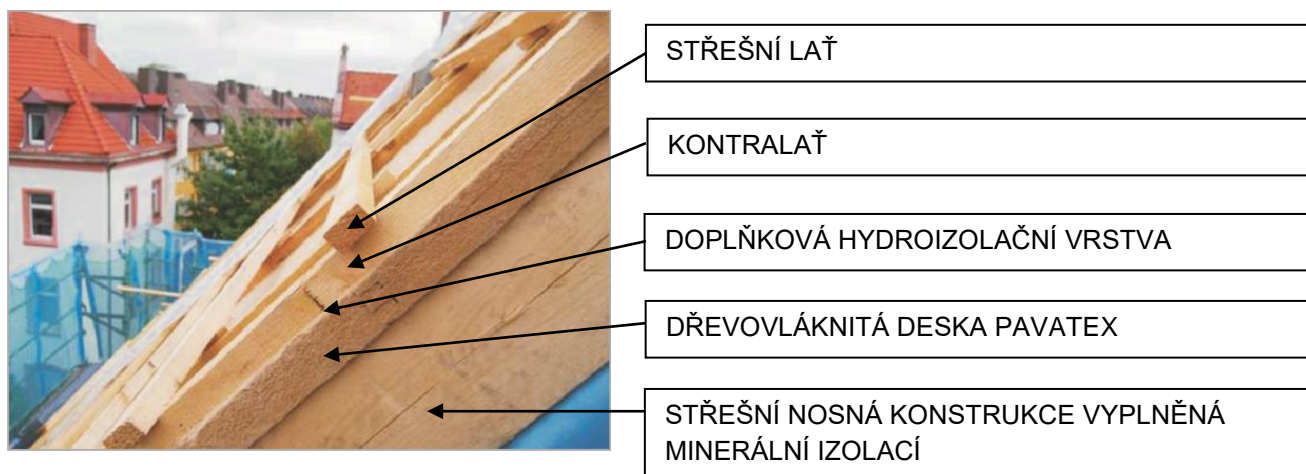 STŘEŠNÍ LAŤ
KONTRALAŤ
DOPLŇKOVÁ HYDROIZOLAČNÍ VRSTVA
DŘEVOVLÁKNITÁ DESKA PAVATEX
STŘEŠNÍ NOSNÁ KONSTRUKCE VYPLNĚNÁ
MINERÁLNÍ IZOLACÍ